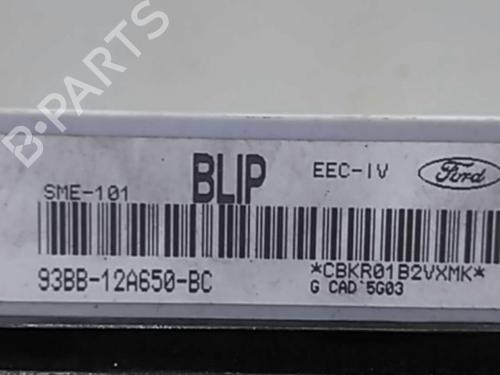 B-PARTS
SME-101 BLIP EEC-IV Ford
93BB-12A650-BC *CBKR01B2VXMK*
G CAD 5G03